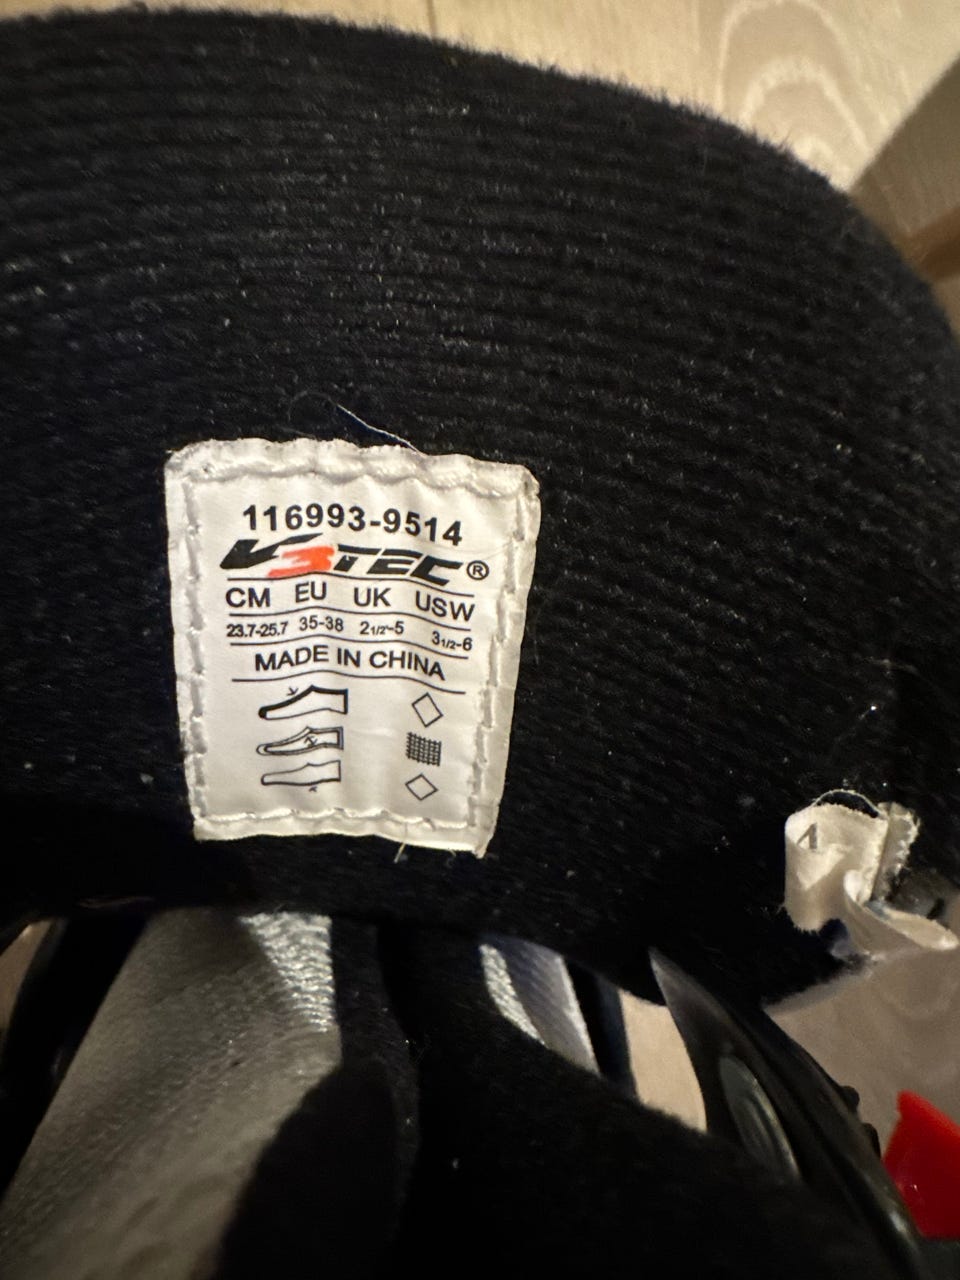 116993-9514
V3TEC®
CM EU UK USW
23.7-25.7 35-38 2 1/2-5 3 1/2-6
MADE IN CHINA